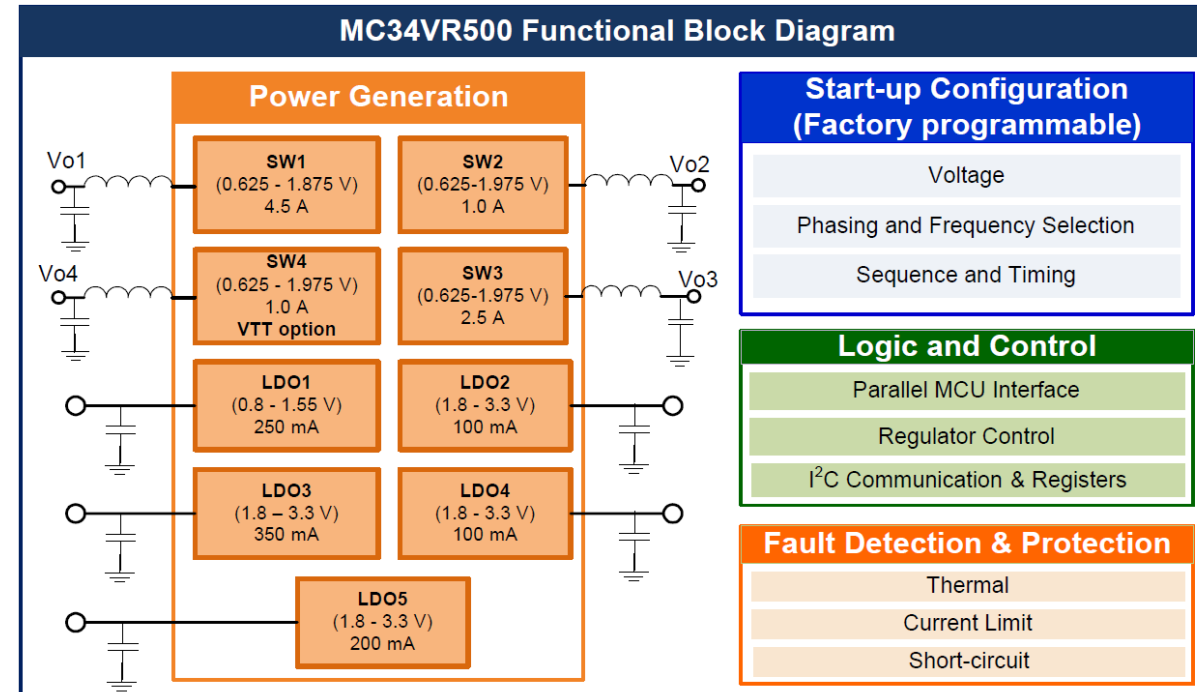 MC34VR500 Functional Block Diagram
Power Generation
Vo1
SW1
(0.625 - 1.875 V)
4.5 A
SW2
(0.625-1.975 V)
1.0 A
Vo2
Vo4
SW4
(0.625 - 1.975 V)
1.0 A
VTT option
SW3
(0.625-1.975 V)
2.5 A
Vo3
LDO1
(0.8 - 1.55 V)
250 mA
LDO2
(1.8 - 3.3 V)
100 mA
LDO3
(1.8 – 3.3 V)
350 mA
LDO4
(1.8 - 3.3 V)
100 mA
LDO5
(1.8 - 3.3 V)
200 mA
Start-up Configuration
(Factory programmable)
Voltage
Phasing and Frequency Selection
Sequence and Timing
Logic and Control
Parallel MCU Interface
Regulator Control
I²C Communication & Registers
Fault Detection & Protection
Thermal
Current Limit
Short-circuit